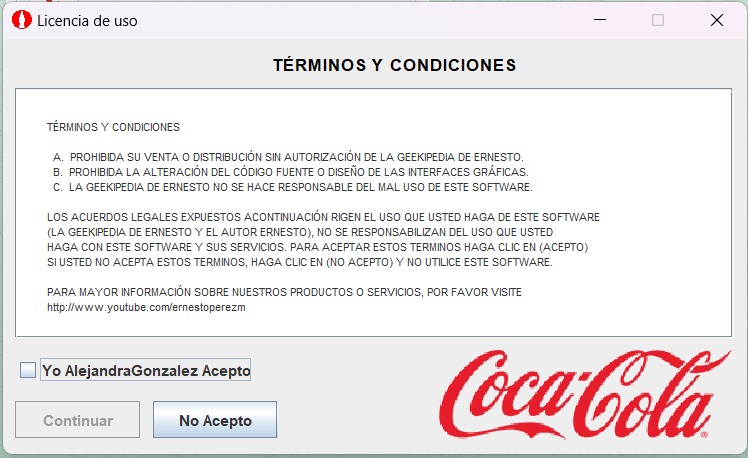 Licencia de uso
TÉRMINOS Y CONDICIONES
TÉRMINOS Y CONDICIONES
A. PROHIBIDA SU VENTA O DISTRIBUCIÓN SIN AUTORIZACIÓN DE LA GEEKIPEDIA DE ERNESTO.
B. PROHIBIDA LA ALTERACIÓN DEL CÓDIGO FUENTE O DISEÑO DE LAS INTERFACES GRÁFICAS.
C. LA GEEKIPEDIA DE ERNESTO NO SE HACE RESPONSABLE DEL MAL USO DE ESTE SOFTWARE.
LOS ACUERDOS LEGALES EXPUESTOS ACONTINUACIÓN RIGEN EL USO QUE USTED HAGA DE ESTE SOFTWARE
(LA GEEKIPEDIA DE ERNESTO Y EL AUTOR ERNESTO), NO SE RESPONSABILIZAN DEL USO QUE USTED
HAGA CON ESTE SOFTWARE Y SUS SERVICIOS. PARA ACEPTAR ESTOS TERMINOS HAGA CLIC EN (ACEPTO)
SI USTED NO ACEPTA ESTOS TERMINOS, HAGA CLIC EN (NO ACEPTO) Y NO UTILICE ESTE SOFTWARE.
PARA MAYOR INFORMACIÓN SOBRE NUESTROS PRODUCTOS O SERVICIOS, POR FAVOR VISITE
http://www.youtube.com/ernestoperezm
Yo AlejandraGonzalez Acepto
Continuar
No Acepto
Coca-Cola®